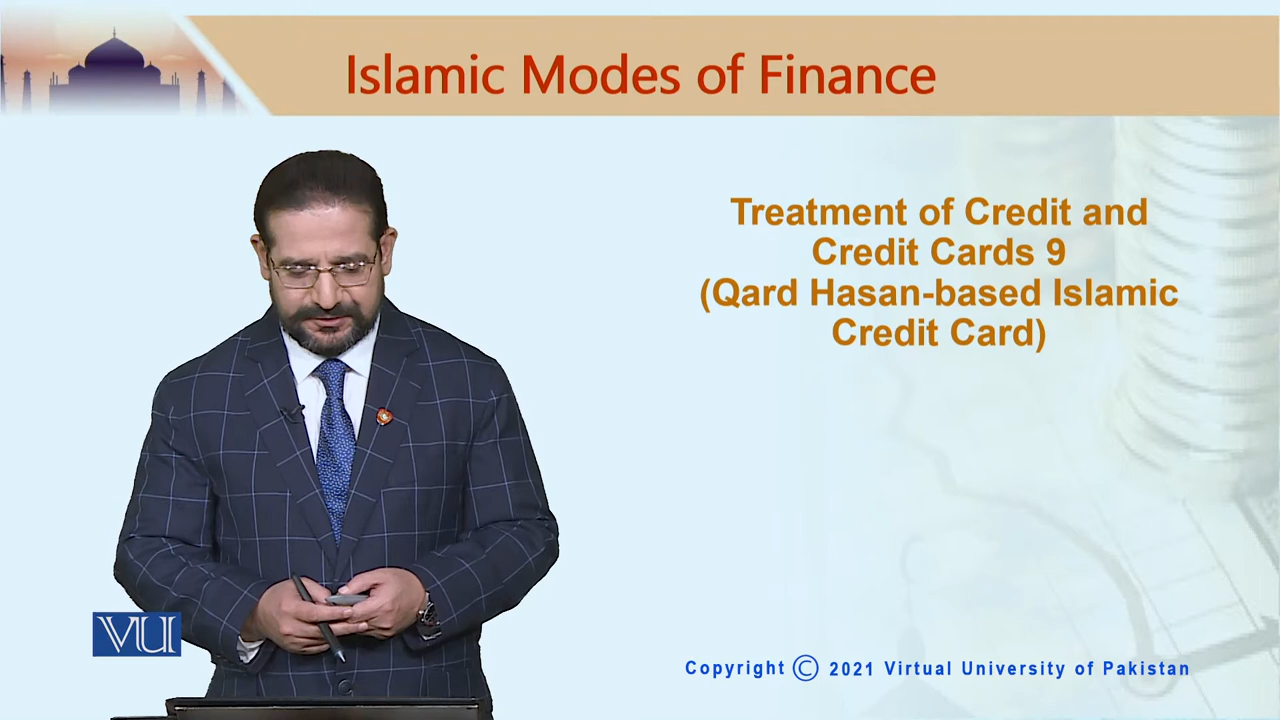 Islamic Modes of Finance
Treatment of Credit and
Credit Cards 9
(Qard Hasan-based Islamic
Credit Card)
VU
Copyright © 2021 Virtual University of Pakistan